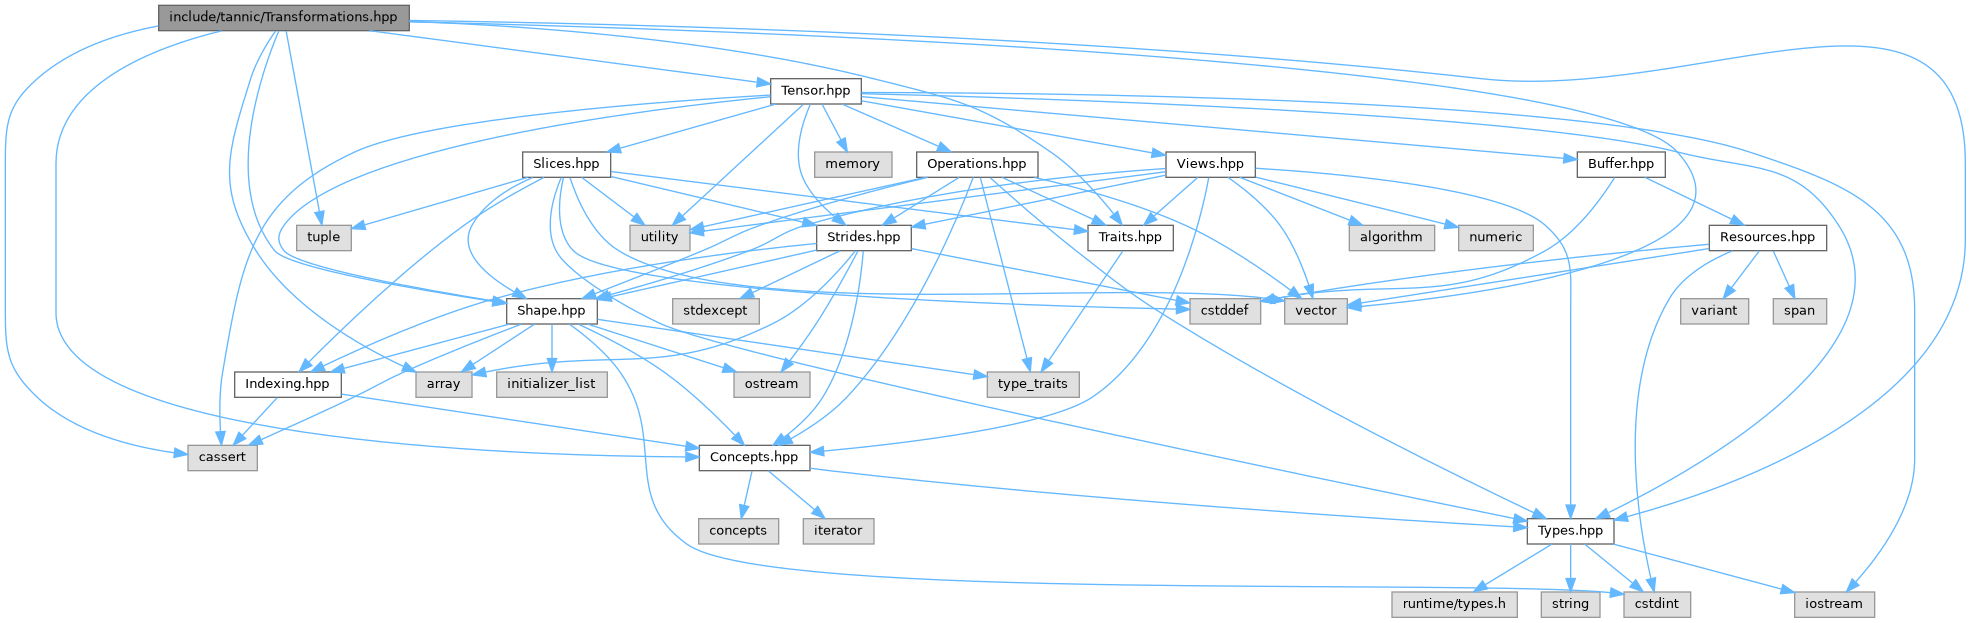 include/tannic/Transformations.hpp
Tensor.hpp
Slices.hpp
memory
Operations.hpp
Views.hpp
Buffer.hpp
tuple
utility
Strides.hpp
Traits.hpp
algorithm
numeric
Resources.hpp
Shape.hpp
stdexcept
cstddef
vector
variant
span
Indexing.hpp
array
initializer_list
ostream
type_traits
cassert
Concepts.hpp
concepts
iterator
Types.hpp
runtime/types.h
string
cstdint
iostream